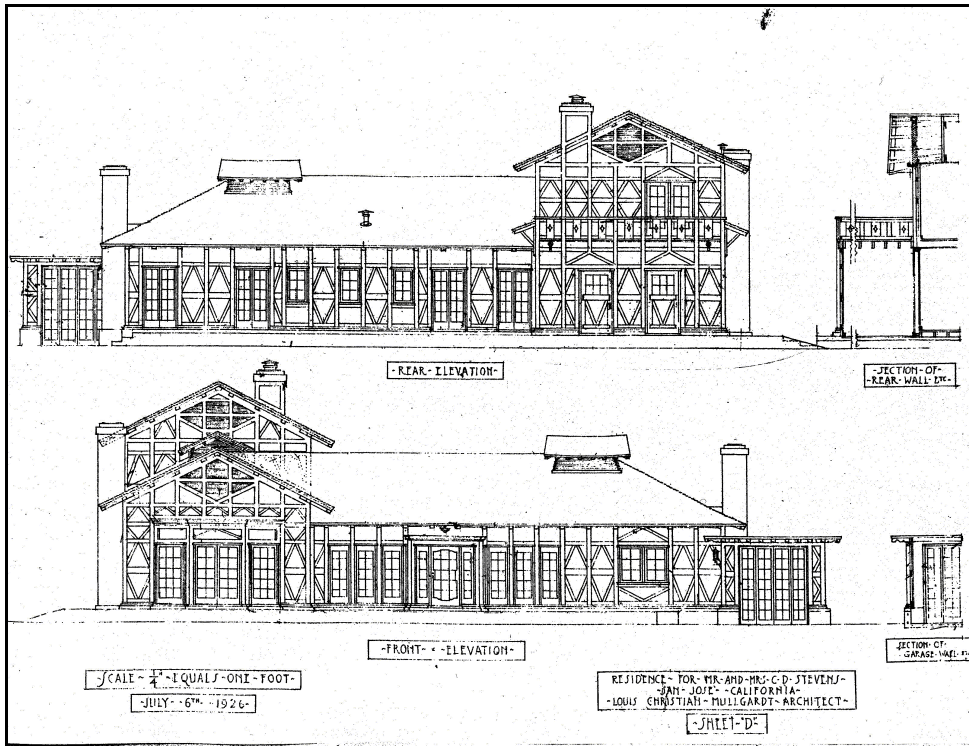 -REAR-ELEVATION-
-SECTION-OF-
-REAR-WALL-ETC-
-FRONT-ELEVATION-
SECTION-OF-
GARAGE-WALL-
-SCALE-¼"-EQUALS-ONE-FOOT-
-JULY-6TH-1926-
RESIDENCE-FOR-MR-AND-MRS-C-D-STEVENS-
-SAN-JOSE-CALIFORNIA-
-LOUIS CHRISTIAN-MULLGARDT-ARCHITECT-
-SHEET-"D"-